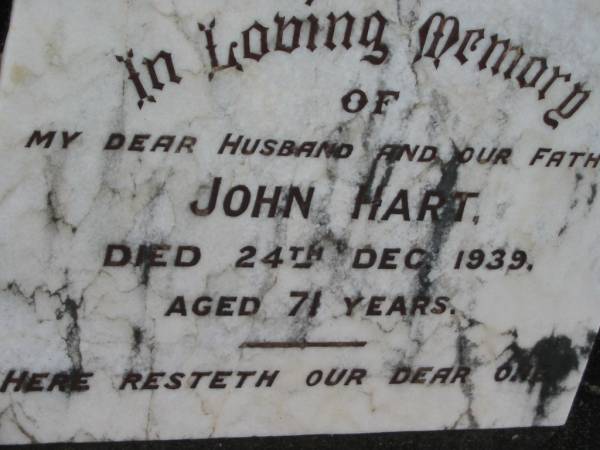 In Loving Memory
OF
MY DEAR HUSBAND AND OUR FATH
JOHN HART,
DIED 24TH DEC 1939.
AGED 71 YEARS.
HERE RESTETH OUR DEAR ONE